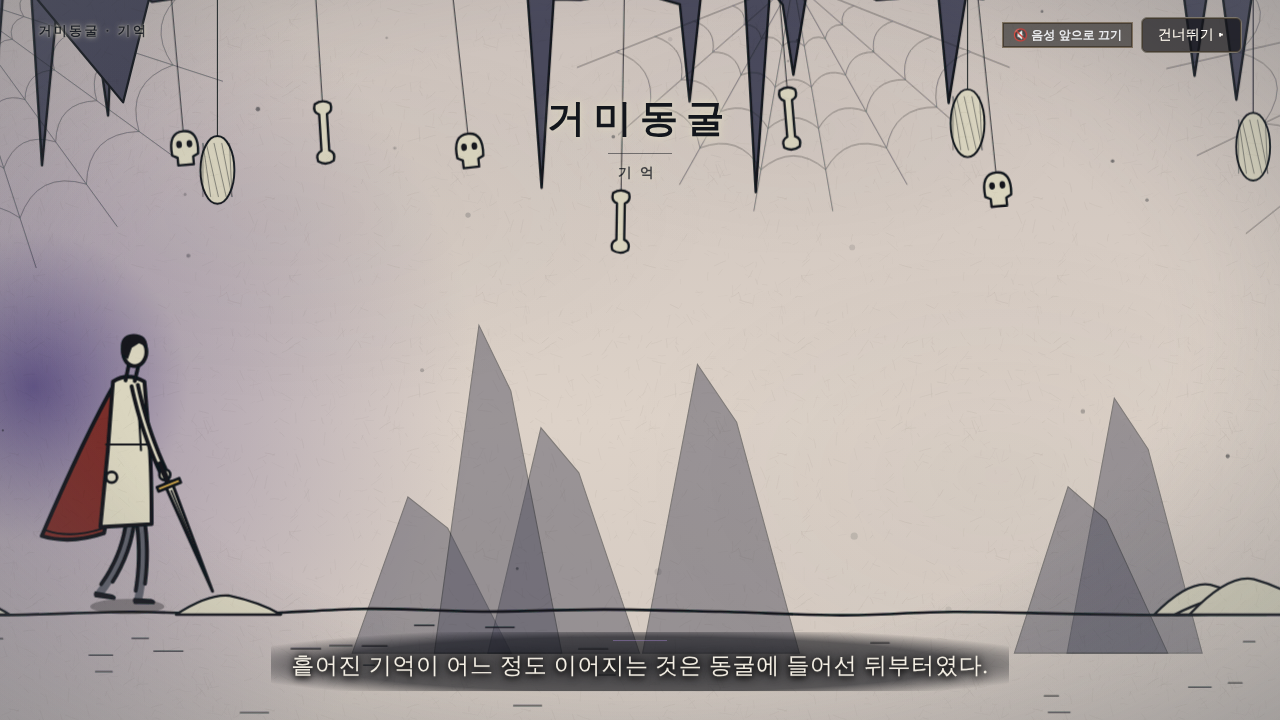 거미동굴 · 기억
🔇 음성 앞으로 끄기
건너뛰기 ▸
거미동굴
기억
흩어진 기억이 어느 정도 이어지는 것은 동굴에 들어선 뒤부터였다.